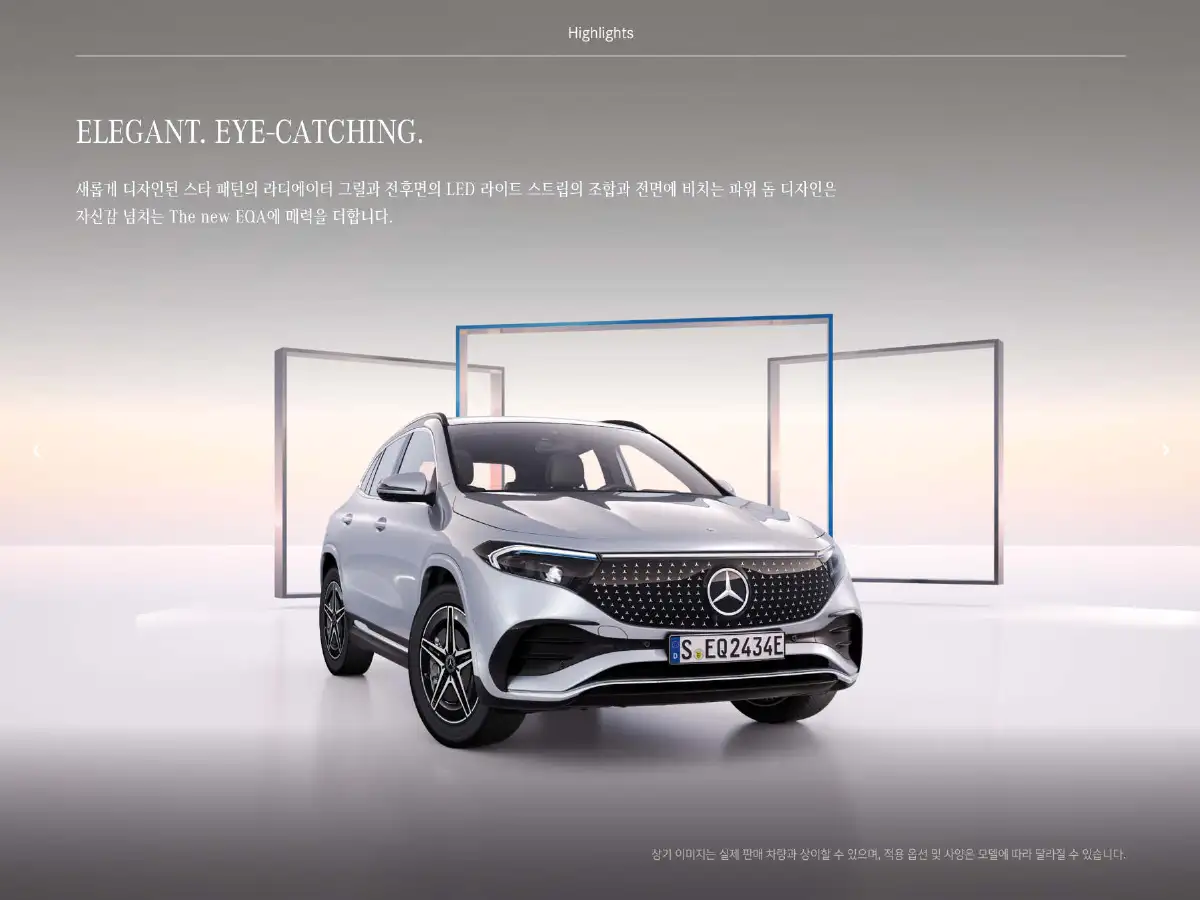 Highlights
ELEGANT. EYE-CATCHING.
새롭게 디자인된 스타 패턴의 라디에이터 그릴과 전후면의 LED 라이트 스트립의 조합과 전면에 비치는 파워 돔 디자인은
자신감 넘치는 The new EQA에 매력을 더합니다.
S EQ2434E
D
상기 이미지는 실제 판매 차량과 상이할 수 있으며, 적용 옵션 및 사양은 모델에 따라 달라질 수 있습니다.